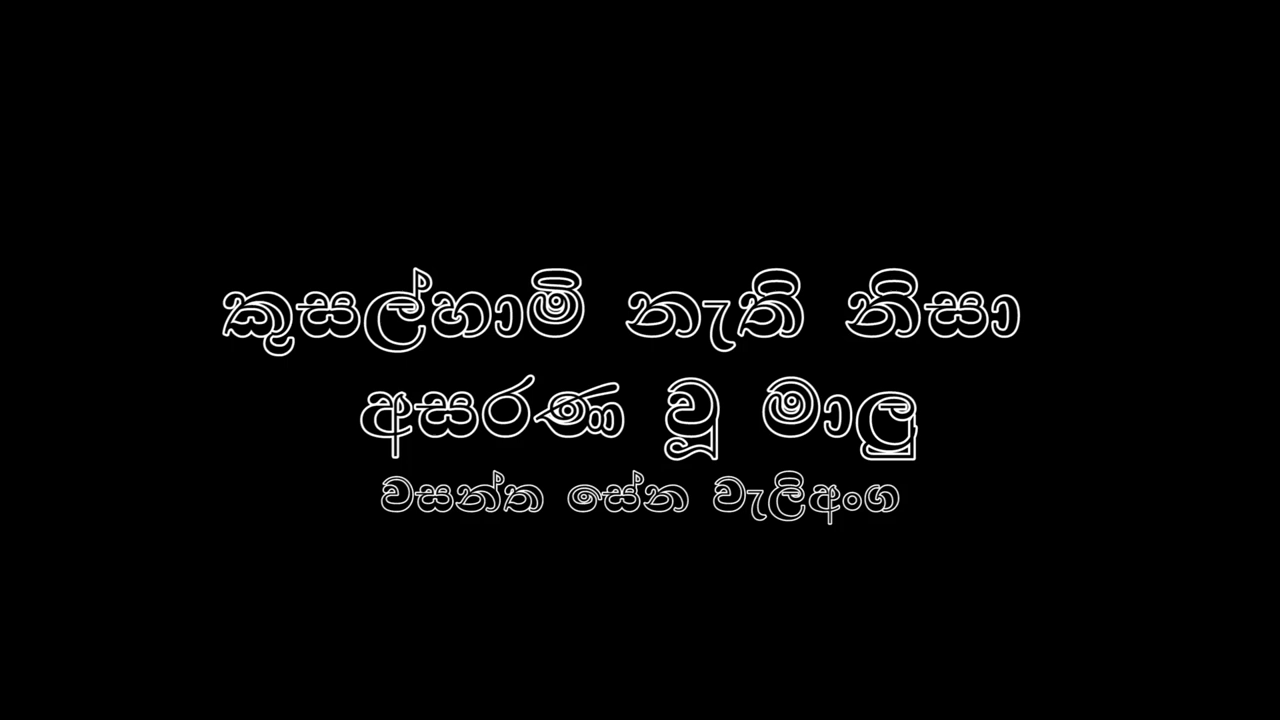 කුසල්හාමි නැති නිසා
අසරණ වූ මාලු
වසන්ත සේන වැලිඅංග